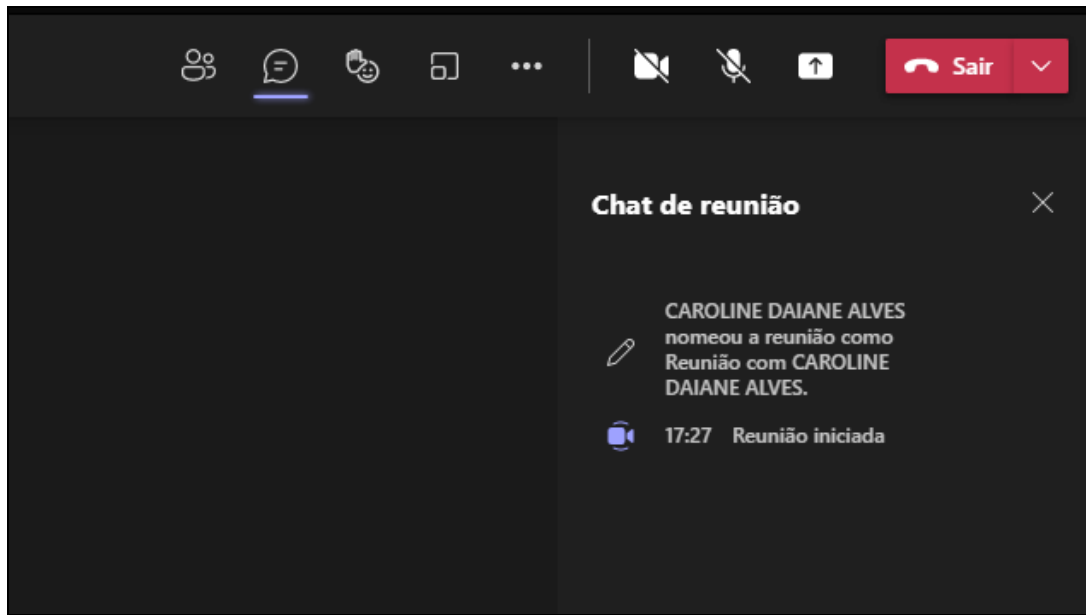 Sair
Chat de reunião
CAROLINE DAIANE ALVES
nomeou a reunião como
Reunião com CAROLINE
DAIANE ALVES.
17:27 Reunião iniciada